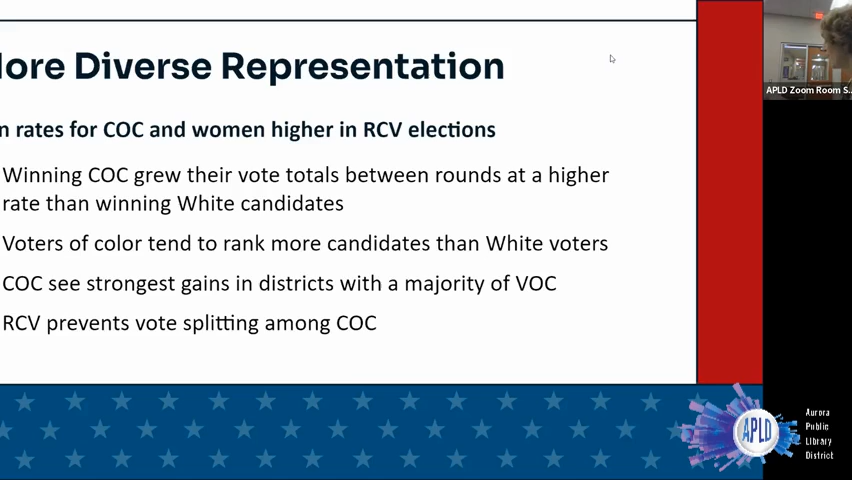 ore Diverse Representation
n rates for COC and women higher in RCV elections
Winning COC grew their vote totals between rounds at a higher
rate than winning White candidates
Voters of color tend to rank more candidates than White voters
COC see strongest gains in districts with a majority of VOC
RCV prevents vote splitting among COC
APLD Zoom Room S...
APLD
Aurora
Public
Library
District